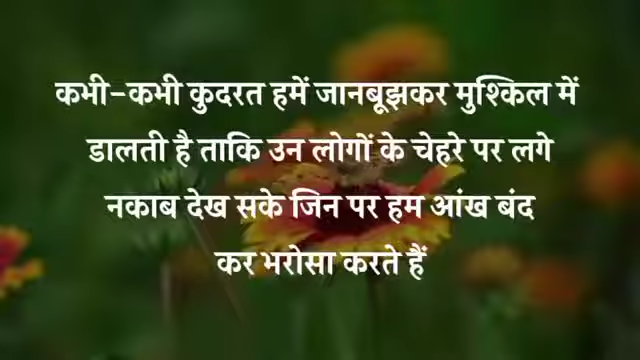 कभी-कभी कुदरत हमें जानबूझकर मुश्किल में
डालती है ताकि उन लोगों के चेहरे पर लगे
नकाब देख सके जिन पर हम आंख बंद
कर भरोसा करते हैं